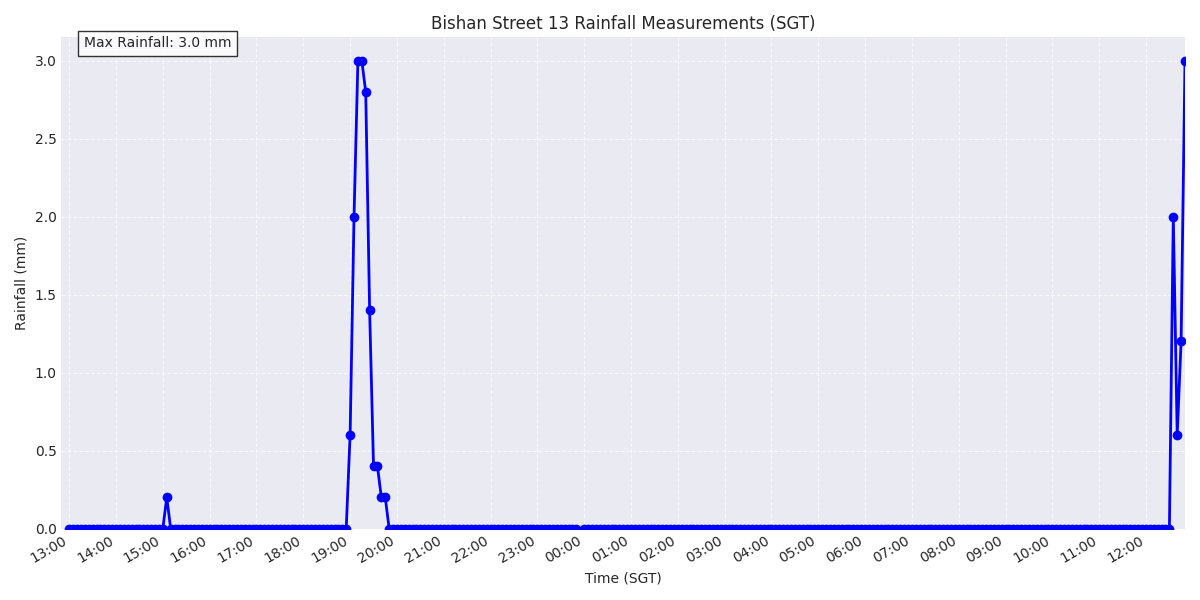 Bishan Street 13 Rainfall Measurements (SGT)
Max Rainfall: 3.0 mm
3.0
2.5
2.0
1.5
1.0
0.5
0.0
Rainfall (mm)
13:00 14:00 15:00 16:00 17:00 18:00 19:00 20:00 21:00 22:00 23:00 00:00 01:00 02:00 03:00 04:00 05:00 06:00 07:00 08:00 09:00 10:00 11:00 12:00
Time (SGT)